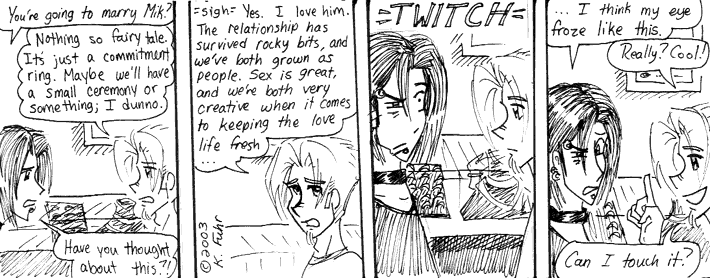 You're going to marry Mik?
Nothing so fairy tale.
Its just a commitment
ring. Maybe we'll have
a small ceremony or
something; I dunno.
Have you thought
about this?!
=sigh= Yes. I love him.
The relationship has
survived rocky bits, and
we've both grown as
people. Sex is great,
and we're both very
creative when it comes
to keeping the love
life fresh
...
©2003
K. Fuhr
=TWITCH=
... I think my eye
froze like this.
Really? Cool!
Can I touch it?